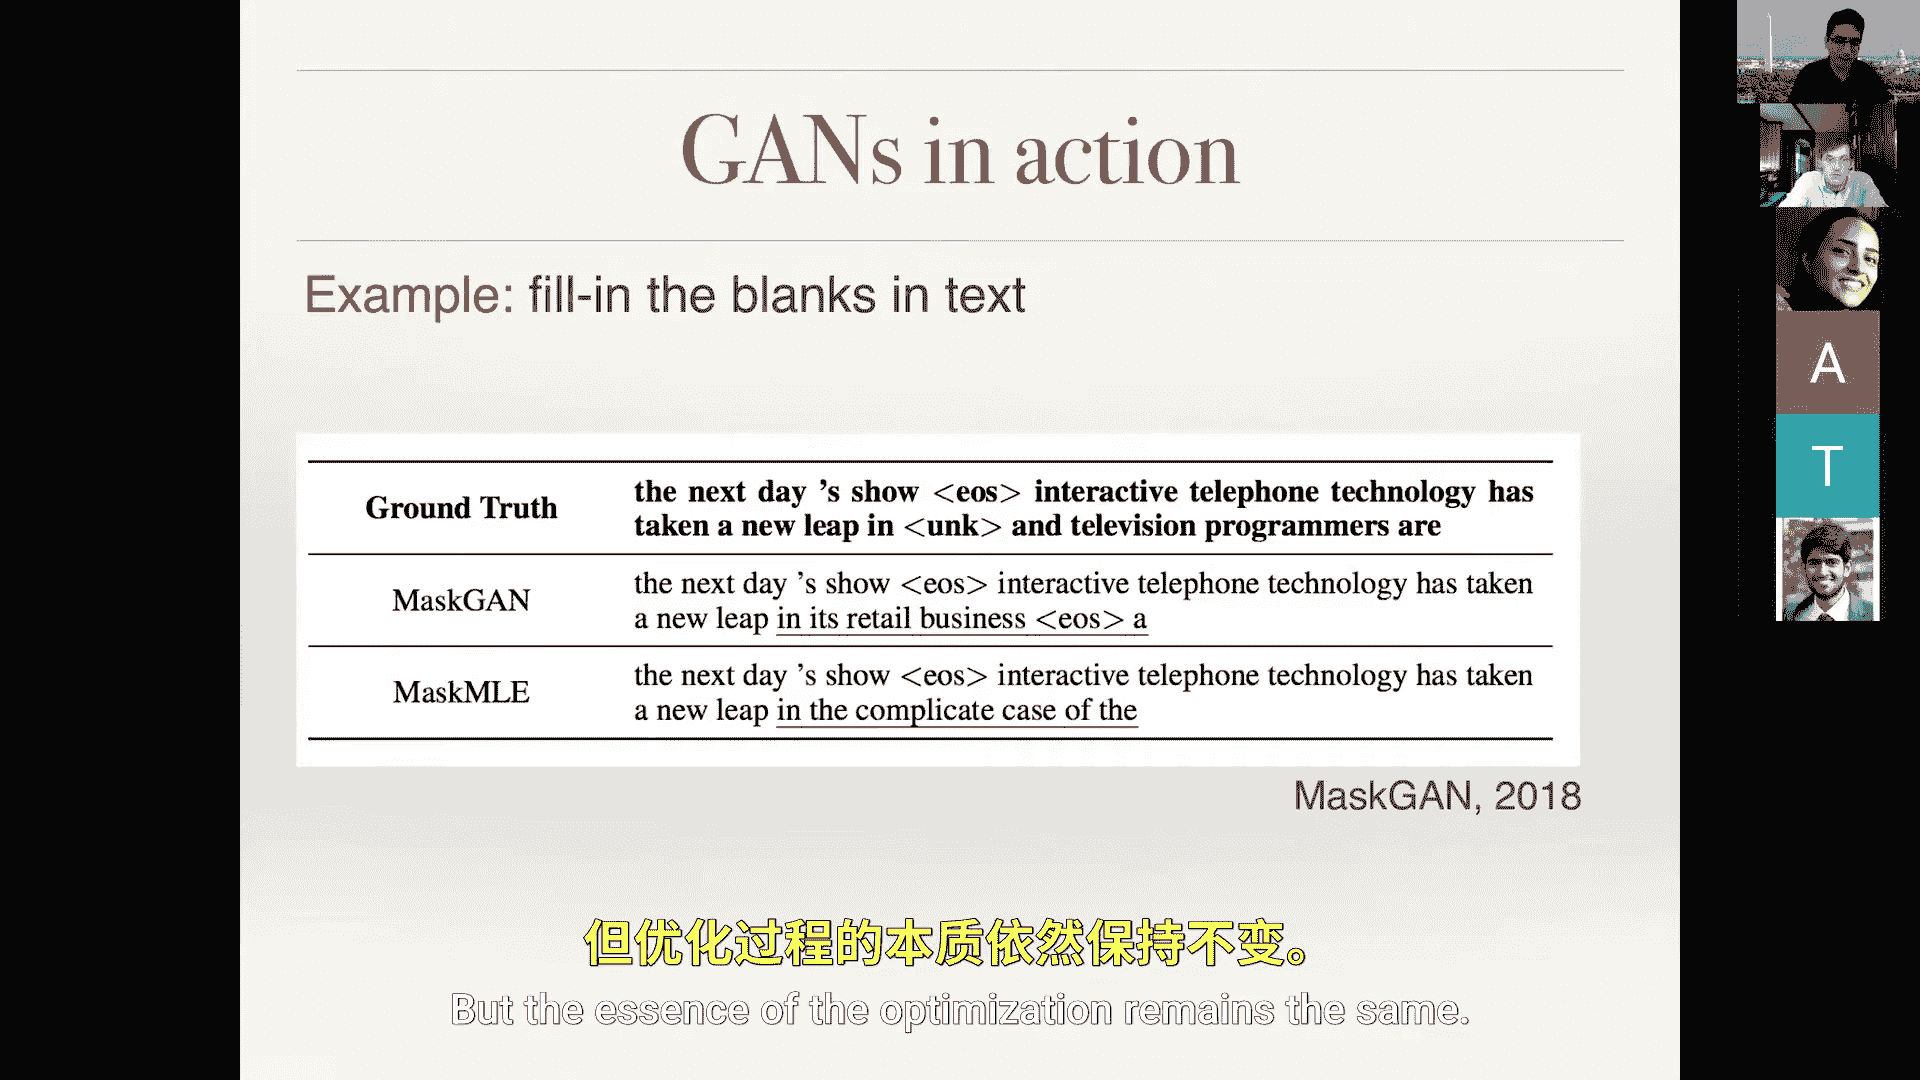 GANs in action
Example: fill-in the blanks in text
Ground Truth
the next day ’s show <eos> interactive telephone technology has
taken a new leap in <unk> and television programmers are
MaskGAN
the next day ’s show <eos> interactive telephone technology has taken
a new leap in its retail business <eos> a
MaskMLE
the next day ’s show <eos> interactive telephone technology has taken
a new leap in the complicate case of the
MaskGAN, 2018
但优化过程的本质依然保持不变。
But the essence of the optimization remains the same.
A
T